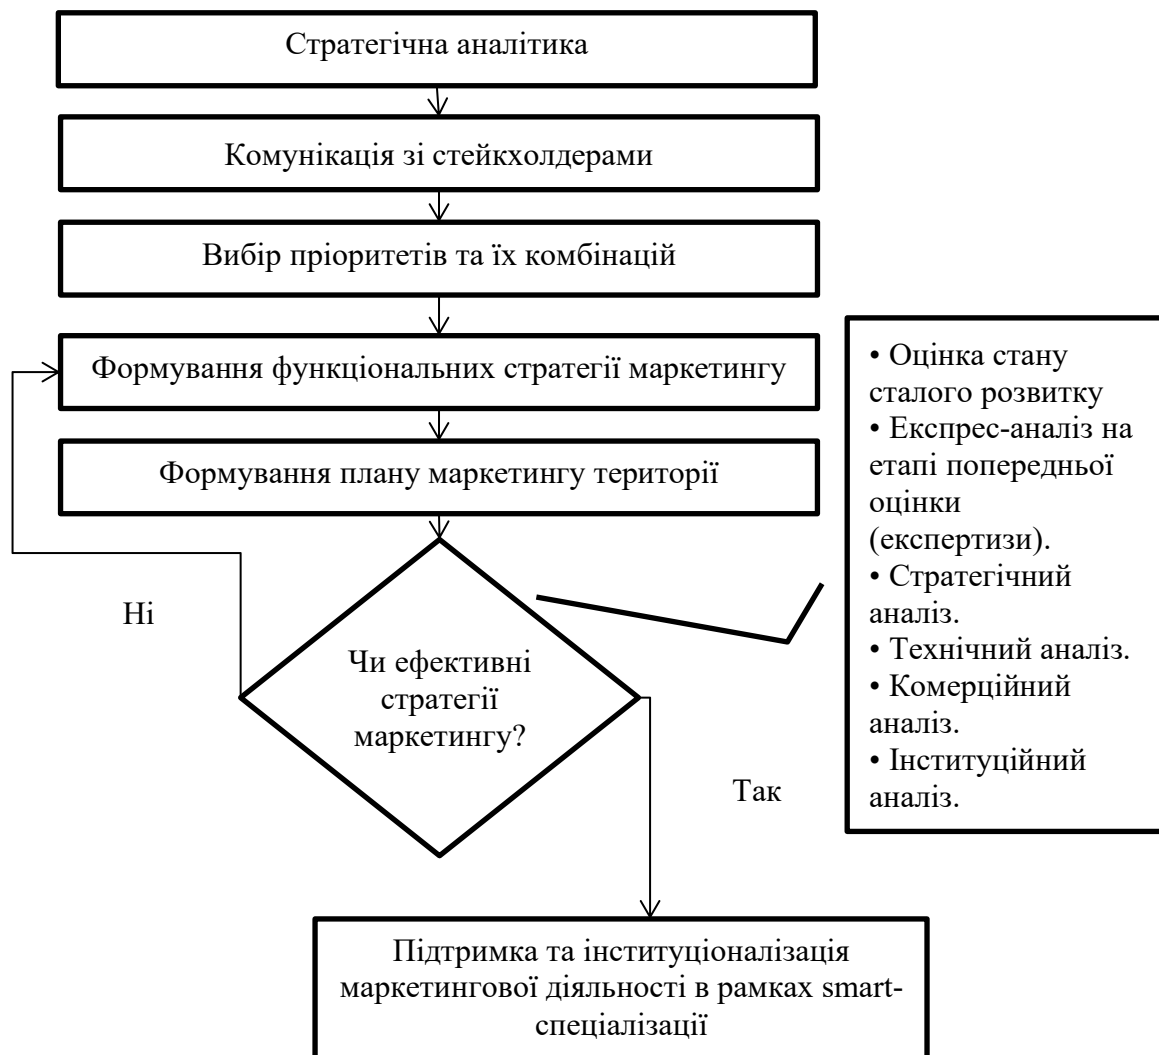 Стратегічна аналітика
Комунікація зі стейкхолдерами
Вибір пріоритетів та їх комбінацій
Формування функціональних стратегії маркетингу
Формування плану маркетингу території
• Оцінка стану
сталого розвитку
• Експрес-аналіз на
етапі попередньої
оцінки
(експертизи).
• Стратегічний
аналіз.
• Технічний аналіз.
• Комерційний
аналіз.
• Інституційний
аналіз.
Ні
Чи ефективні
стратегії
маркетингу?
Так
Підтримка та інституціоналізація
маркетингової діяльності в рамках smart-
спеціалізації